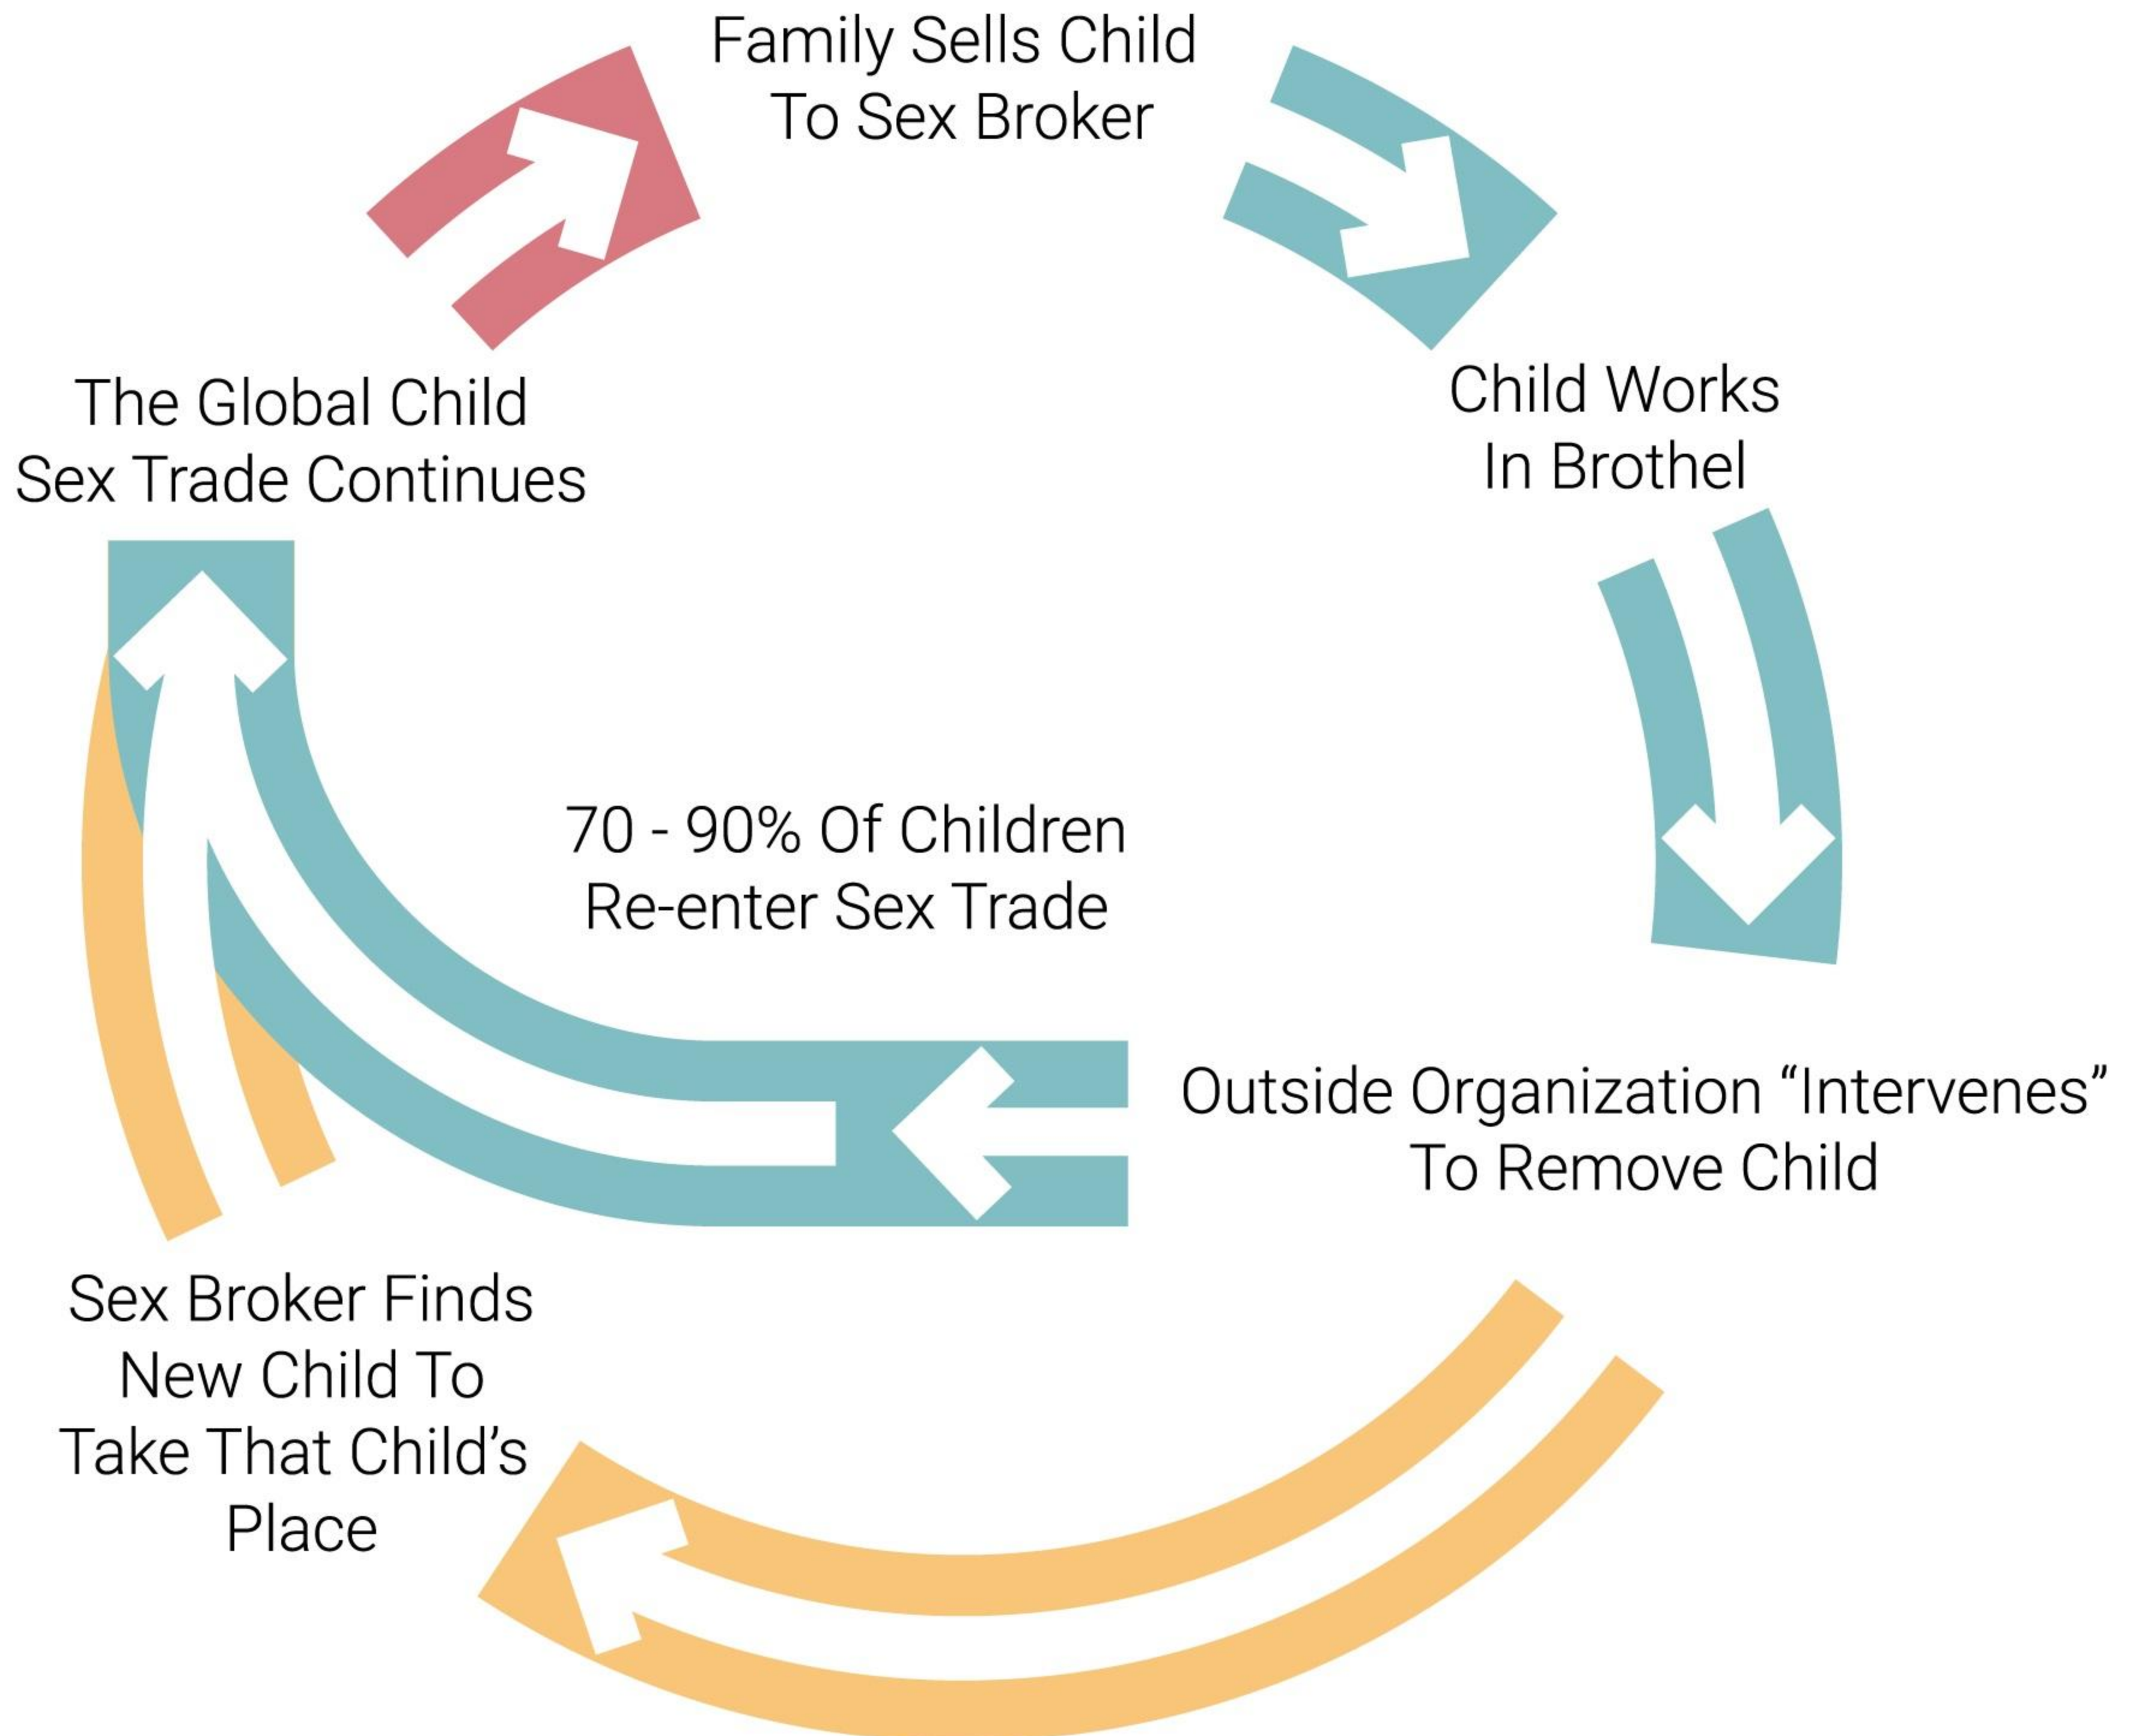 Family Sells Child
To Sex Broker
Child Works
In Brothel
The Global Child
Sex Trade Continues
70 - 90% Of Children
Re-enter Sex Trade
Outside Organization “Intervenes”
To Remove Child
Sex Broker Finds
New Child To
Take That Child’s
Place